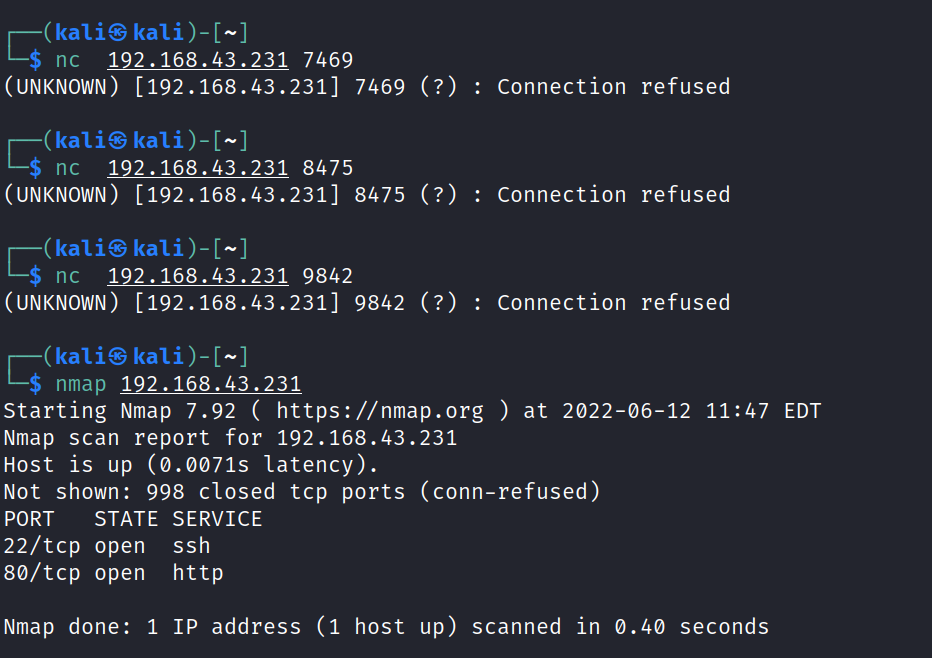 ┌──(kali㉿kali)-[~]
└─$ nc  192.168.43.231 7469
(UNKNOWN) [192.168.43.231] 7469 (?) : Connection refused
┌──(kali㉿kali)-[~]
└─$ nc  192.168.43.231 8475
(UNKNOWN) [192.168.43.231] 8475 (?) : Connection refused
┌──(kali㉿kali)-[~]
└─$ nc  192.168.43.231 9842
(UNKNOWN) [192.168.43.231] 9842 (?) : Connection refused
┌──(kali㉿kali)-[~]
└─$ nmap 192.168.43.231
Starting Nmap 7.92 ( https://nmap.org ) at 2022-06-12 11:47 EDT
Nmap scan report for 192.168.43.231
Host is up (0.0071s latency).
Not shown: 998 closed tcp ports (conn-refused)
PORT   STATE SERVICE
22/tcp open  ssh
80/tcp open  http
Nmap done: 1 IP address (1 host up) scanned in 0.40 seconds